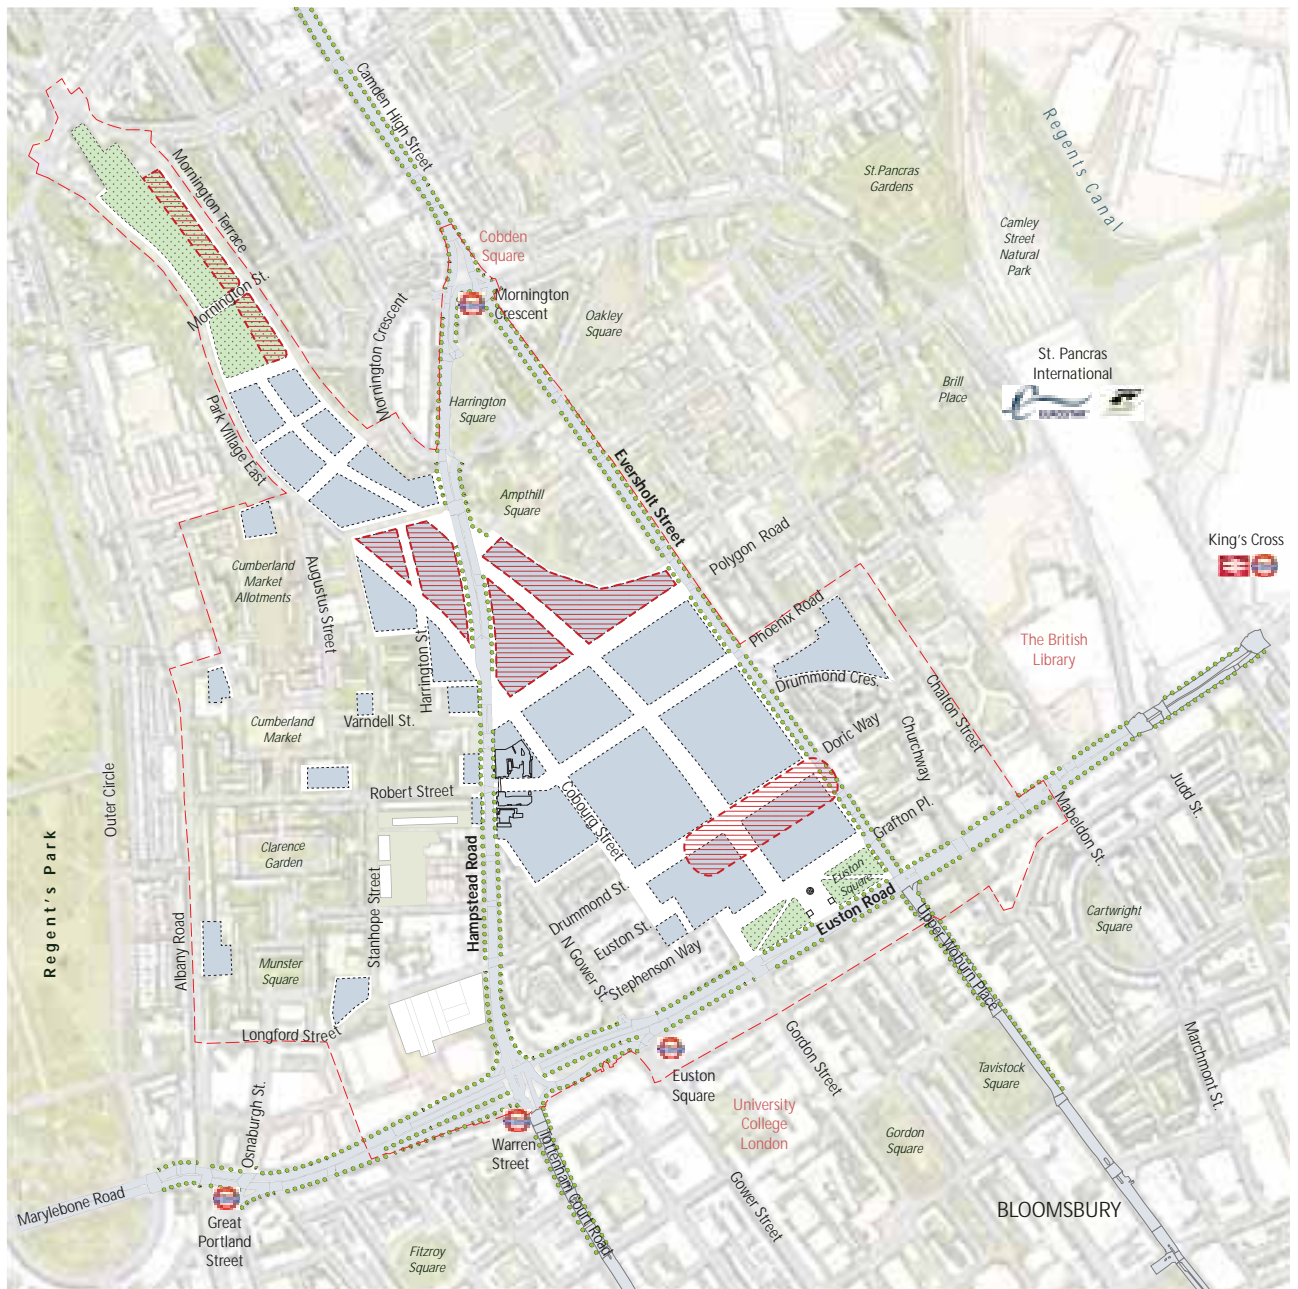 Camden High Street
Regents Canal
St.Pancras
Gardens
Mornington Terrace
Camley
Street
Natural
Park
Cobden
Square
Mornington St.
Mornington
Crescent
Mornington Crescent
Oakley
Square
St. Pancras
International
EUROSTAR
Brill
Place
Harrington
Square
Park Village East
Eversholt Street
Ampthill
Square
Polygon Road
King's Cross
Cumberland
Market
Allotments
Augustus Street
Phoenix Road
The British
Library
Harrington St.
Drummond Cres.
Chalton Street
Cumberland
Market
Varndell St.
Doric Way
Churchway
Outer Circle
Robert Street
Cobourg Street
Judd St.
Mabeldon St.
Grafton Pl.
Regent's Park
Clarence
Garden
Hampstead Road
Stanhope Street
Euston
Square
Drummond St.
Euston Road
Cartwright
Square
Albany Road
Euston St.
N Gower St.
Stephenson Way
Upper Woburn Place
Munster
Square
Longford Street
Gordon Street
Marchmont St.
Euston
Square
Tavistock
Square
Osnaburgh St.
University
College
London
Warren
Street
Gordon
Square
Tottenham Court Road
Marylebone Road
Gower Street
BLOOMSBURY
Great
Portland
Street
Fitzroy
Square